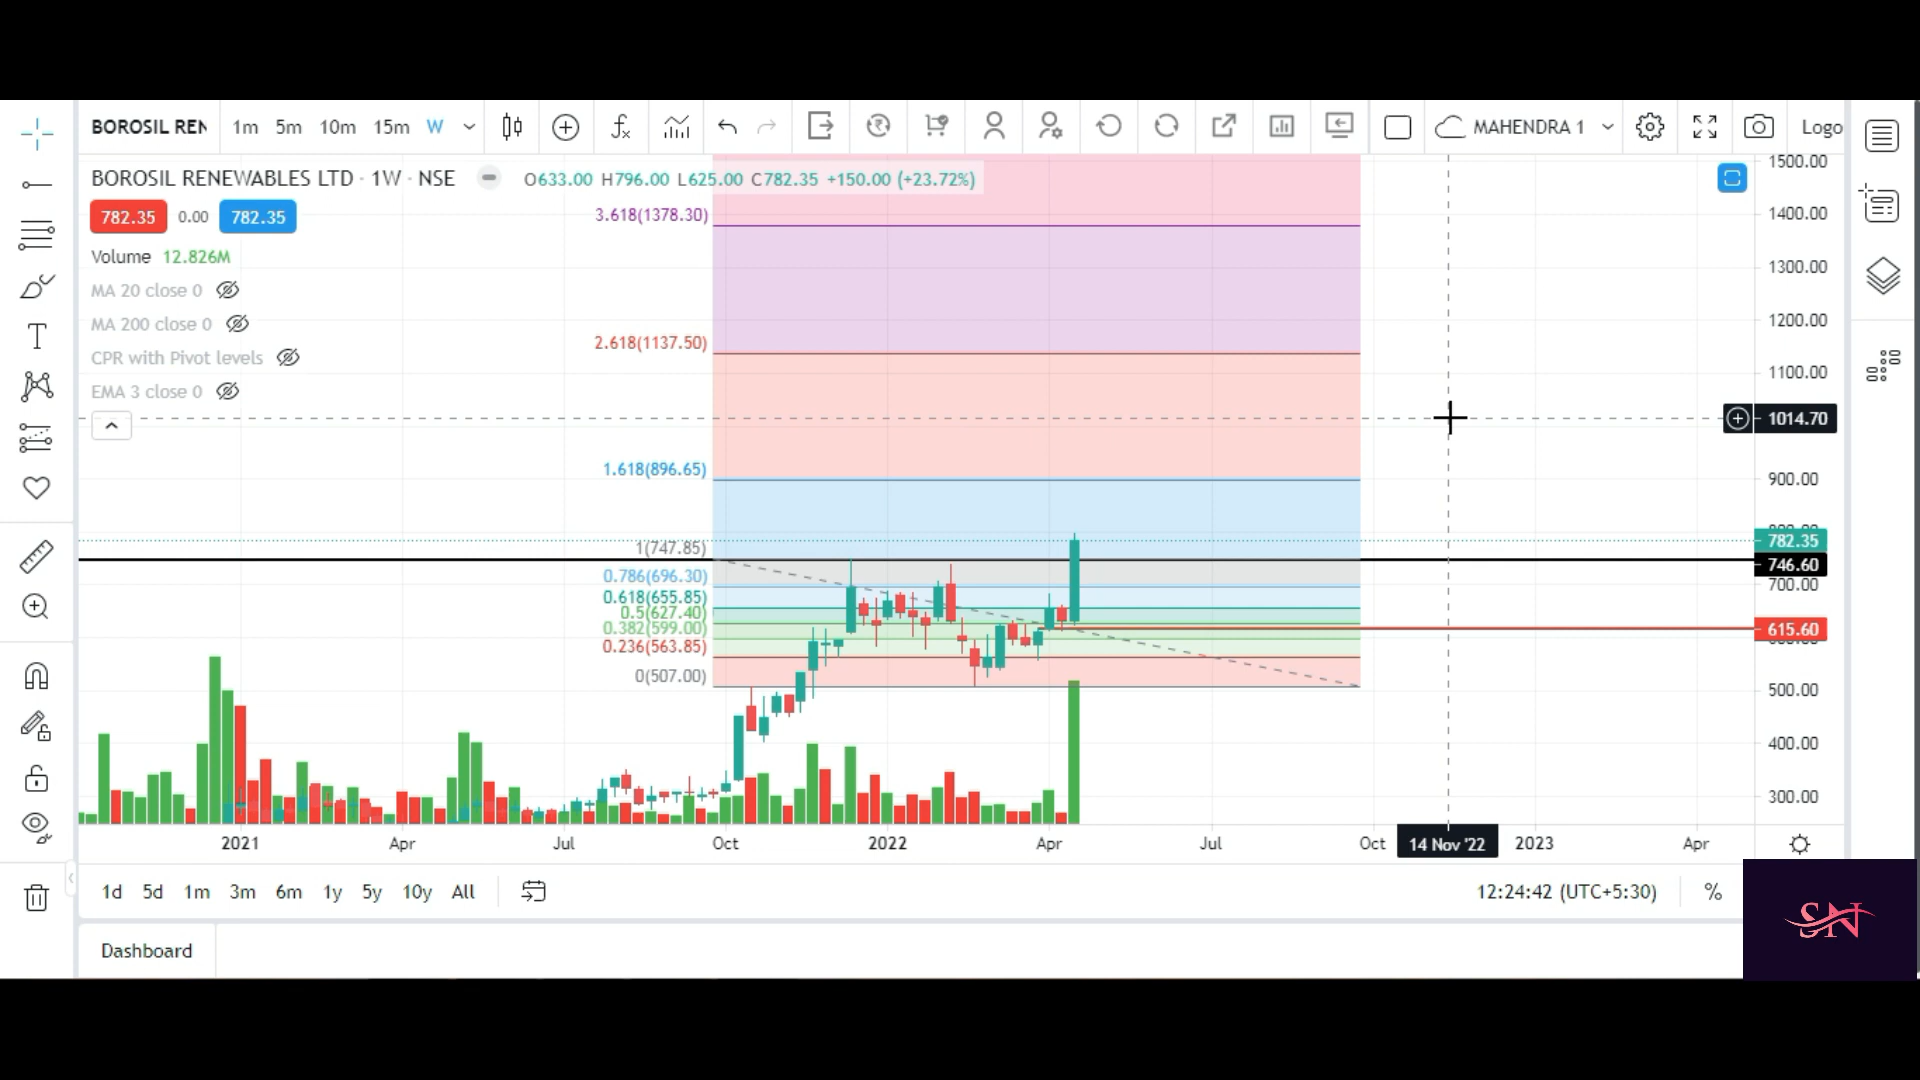 BOROSIL REN 1m 5m 10m 15m W MAHENDRA 1 Logo
BOROSIL RENEWABLES LTD · 1W · NSE O633.00 H796.00 L625.00 C782.35 +150.00 (+23.72%)
782.35 0.00 782.35
Volume 12.826M
MA 20 close 0
MA 200 close 0
CPR with Pivot levels
EMA 3 close 0
3.618(1378.30)
2.618(1137.50)
1.618(896.65)
1(747.85)
0.786(696.30)
0.618(655.85)
0.5(627.40)
0.382(599.00)
0.236(563.85)
0(507.00)
1500.00
1400.00
1300.00
1200.00
1100.00
1014.70
900.00
782.35
746.60
700.00
615.60
500.00
400.00
300.00
2021 Apr Jul Oct 2022 Apr Jul Oct 14 Nov '22 2023 Apr
1d 5d 1m 3m 6m 1y 5y 10y All 12:24:42 (UTC+5:30) %
SN
Dashboard